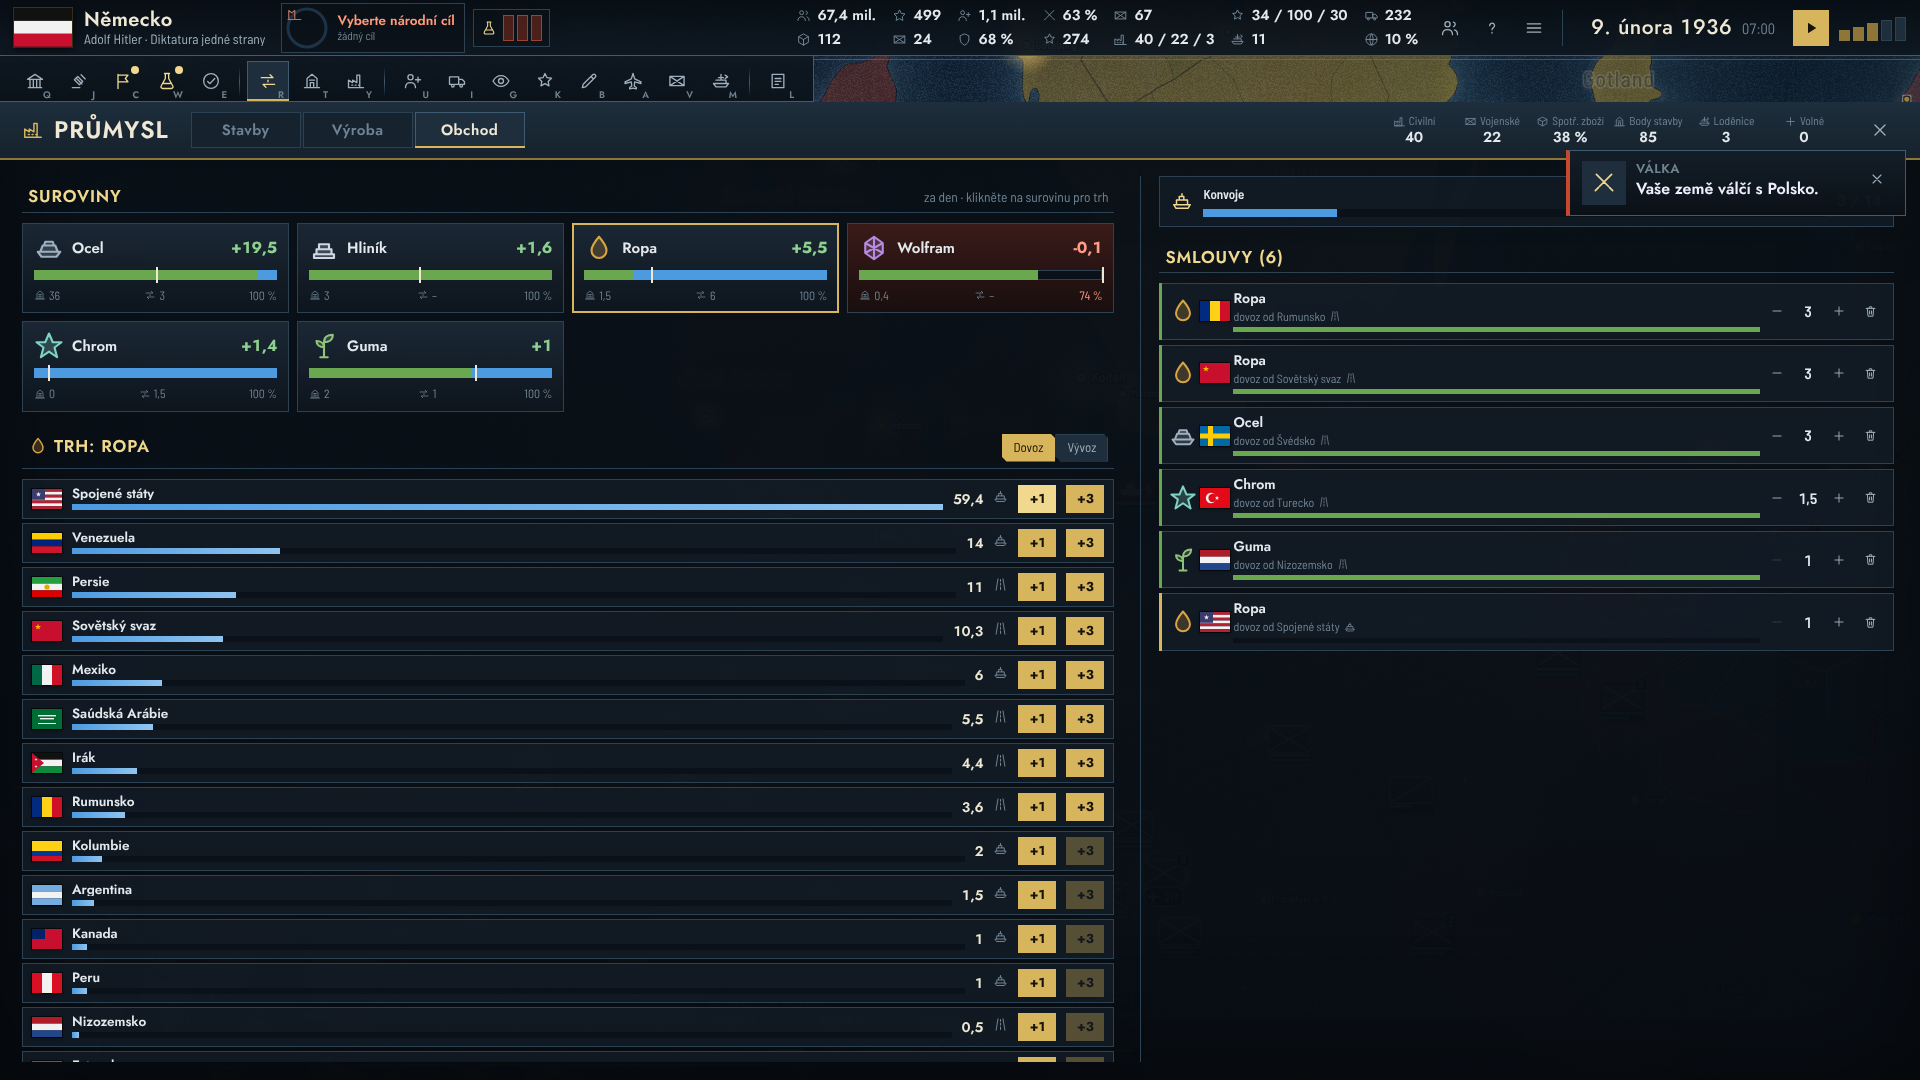 Německo
Adolf Hitler · Diktatura jedné strany
Vyberte národní cíl
žádný cíl
67,4 mil. 499 1,1 mil. 63 % 67 34 / 100 / 30 232
112 24 68 % 274 40 / 22 / 3 11 10 %
?
9. února 1936 07:00
Q J C W E R T Y U I G K B A V M L
Gotland
PRŮMYSL
Stavby
Výroba
Obchod
Civilní 40
Vojenské 22
Spotř. zboží 38 %
Body stavby 85
Loděnice 3
Volné 0
VÁLKA
Vaše země válčí s Polsko.
SUROVINY
za den · klikněte na surovinu pro trh
Ocel +19,5
36 3 100 %
Hliník +1,6
3 – 100 %
Ropa +5,5
1,5 6 100 %
Wolfram -0,1
0,4 – 74 %
Chrom +1,4
0 1,5 100 %
Guma +1
2 1 100 %
TRH: ROPA
Dovoz
Vývoz
Spojené státy 59,4 +1 +3
Venezuela 14 +1 +3
Persie 11 +1 +3
Sovětský svaz 10,3 +1 +3
Mexiko 6 +1 +3
Saúdská Arábie 5,5 +1 +3
Irák 4,4 +1 +3
Rumunsko 3,6 +1 +3
Kolumbie 2 +1 +3
Argentina 1,5 +1 +3
Kanada 1 +1 +3
Peru 1 +1 +3
Nizozemsko 0,5 +1 +3
Konvoje
SMLOUVY (6)
Ropa
dovoz od Rumunsko
− 3 +
Ropa
dovoz od Sovětský svaz
− 3 +
Ocel
dovoz od Švédsko
− 3 +
Chrom
dovoz od Turecko
− 1,5 +
Guma
dovoz od Nizozemsko
− 1 +
Ropa
dovoz od Spojené státy
− 1 +